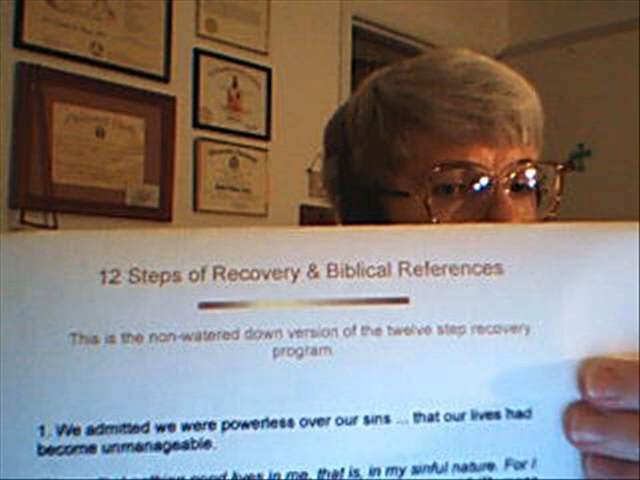 12 Steps of Recovery & Biblical References
This is the non-watered down version of the twelve step recovery
program
1. We admitted we were powerless over our sins ... that our lives had
become unmanageable.
good lives in me, that is, in my sinful nature. For I